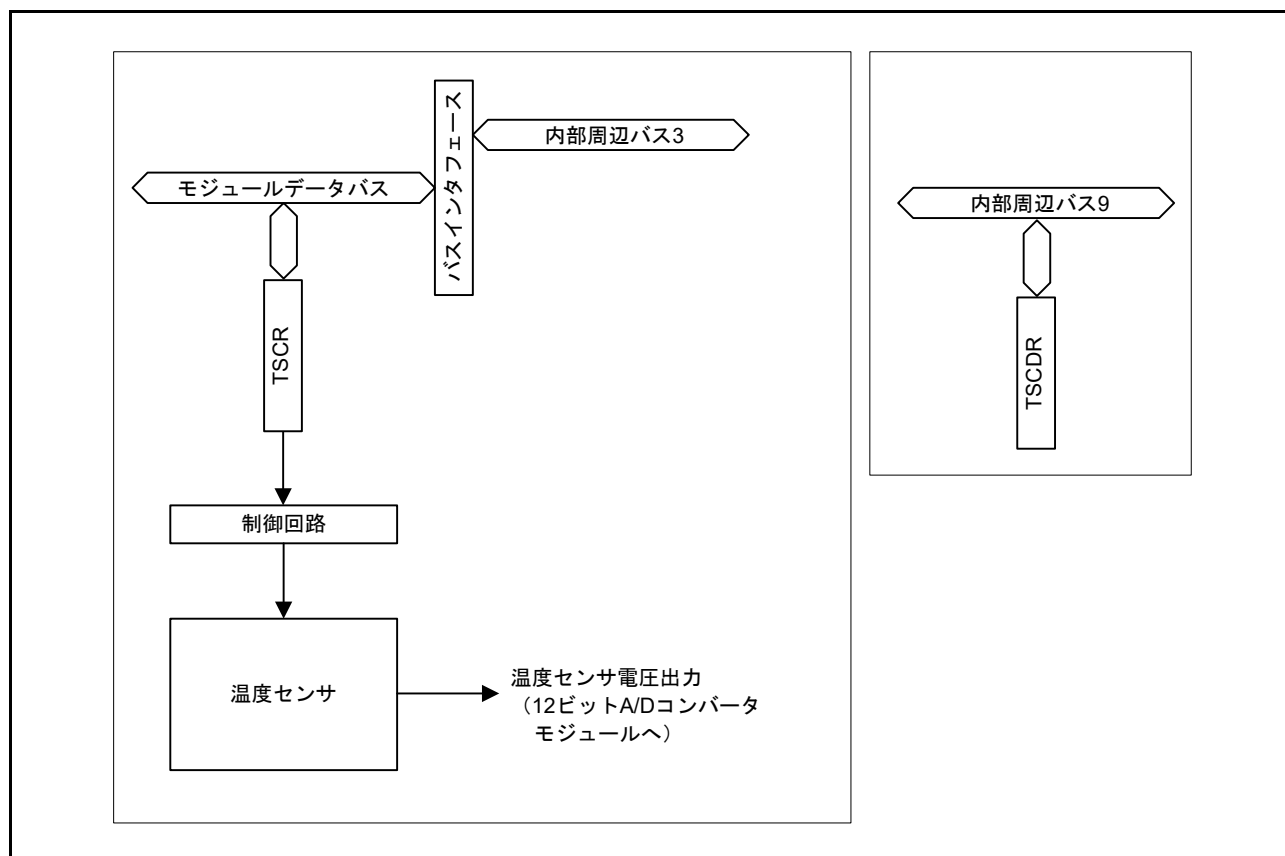 バスインタフェース
内部周辺バス3
モジュールデータバス
TSCR
制御回路
温度センサ
温度センサ電圧出力
（12ビットA/Dコンバータ
モジュールへ）
内部周辺バス9
TSCDR